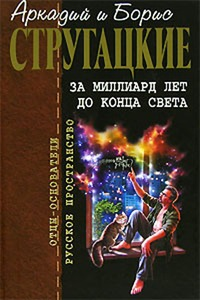 Аркадий и Борис
СТРУГАЦКИЕ
ЗА МИЛЛИАРД ЛЕТ
ДО КОНЦА СВЕТА
ОТЦЫ-ОСНОВАТЕЛИ
РУССКОЕ ПРОСТРАНСТВО